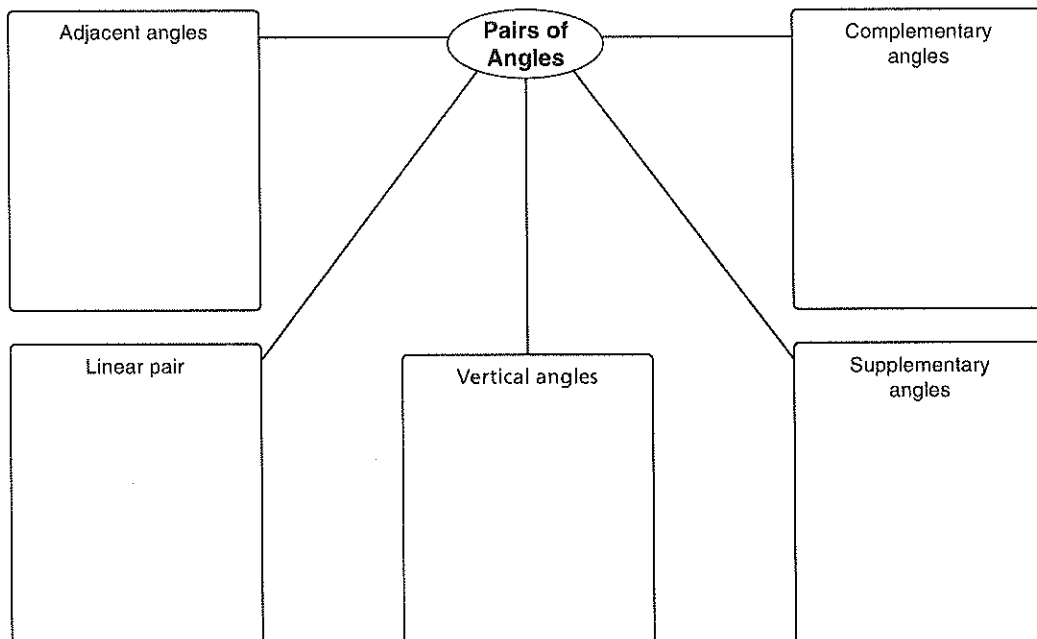 Adjacent angles
Pairs of
Angles
Complementary
angles
Linear pair
Vertical angles
Supplementary
angles